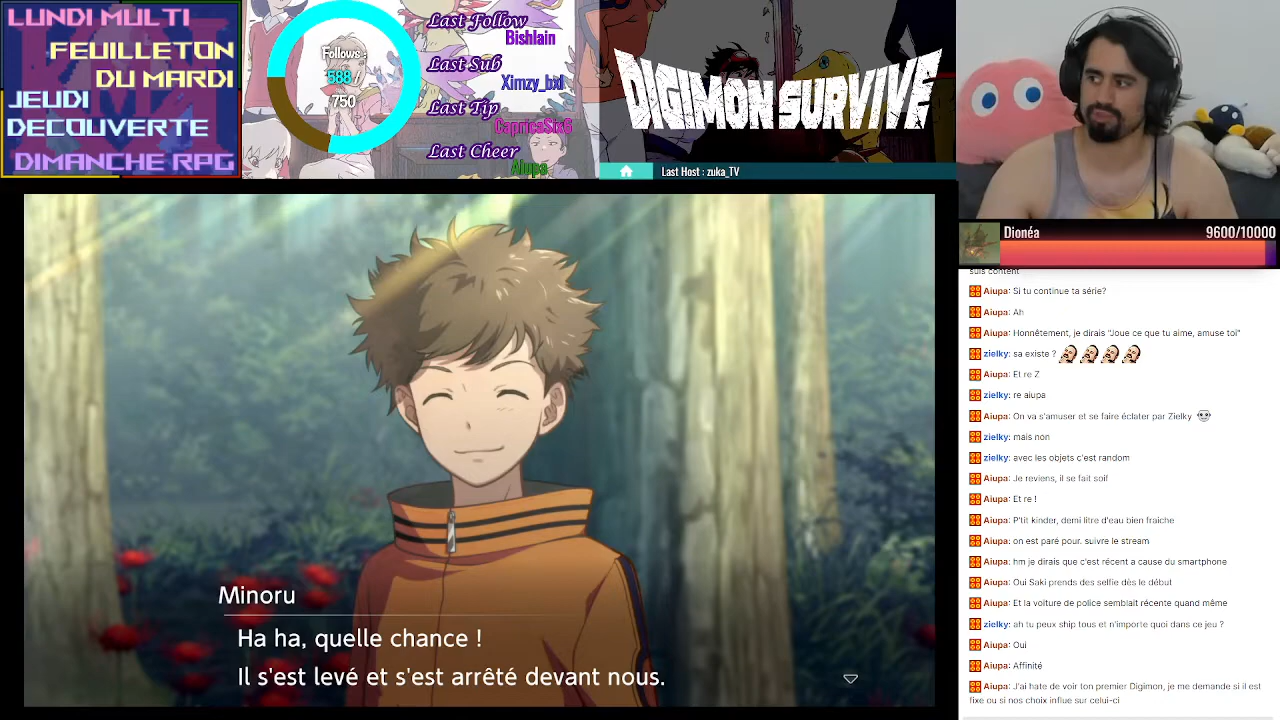 LUNDI MULTI
FEUILLETON
DU MARDI
JEUDI
DECOUVERTE
DIMANCHE RPG
Follows :
588 /
750
Last Follow
Bishlain
Last Sub
Ximzy_bxl
Last Tip
CapricaSix6
Last Cheer
Aiupa
DIGIMON SURVIVE
Last Host : zuka_TV
Dionéa 9600/10000
suis content
Aiupa: Si tu continue ta série?
Aiupa: Ah
Aiupa: Honnêtement, je dirais "Joue ce que tu aime, amuse toi"
zielky: sa existe ?
Aiupa: Et re Z
zielky: re aiupa
Aiupa: On va s'amuser et se faire éclater par Zielky
zielky: mais non
zielky: avec les objets c'est random
Aiupa: Je reviens, il se fait soif
Aiupa: Et re !
Aiupa: P'tit kinder, demi litre d'eau bien fraiche
Aiupa: on est paré pour. suivre le stream
Aiupa: hm je dirais que c'est récent a cause du smartphone
Aiupa: Oui Saki prends des selfie dès le début
Aiupa: Et la voiture de police semblait récente quand même
zielky: ah tu peux ship tous et n'importe quoi dans ce jeu ?
Aiupa: Oui
Aiupa: Affinité
Aiupa: J'ai hate de voir ton premier Digimon, je me demande si il est
fixe ou si nos choix influe sur celui-ci
Minoru
Ha ha, quelle chance !
Il s'est levé et s'est arrêté devant nous.